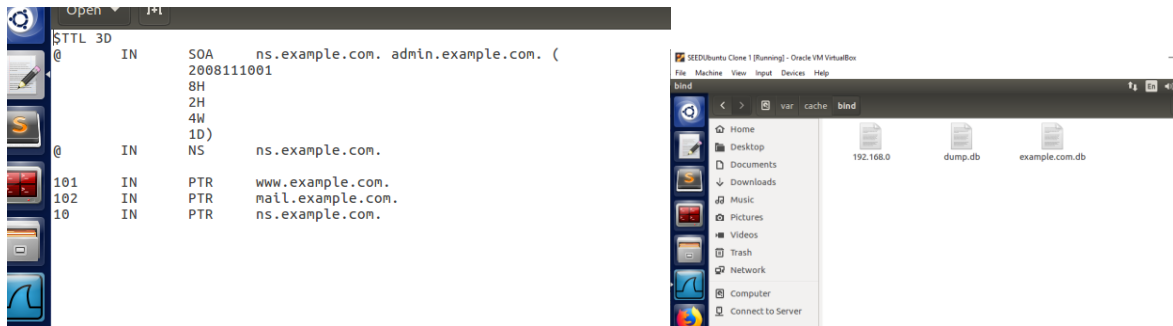 Open
$TTL 3D
@ IN SOA ns.example.com. admin.example.com. (
2008111001
8H
2H
4W
1D)
@ IN NS ns.example.com.
101 IN PTR www.example.com.
102 IN PTR mail.example.com.
10 IN PTR ns.example.com.
SEEDUbuntu Clone 1 [Running] - Oracle VM VirtualBox
File Machine View Input Devices Help
bind
En
var cache bind
Home
Desktop
Documents
Downloads
Music
Pictures
Videos
Trash
Network
Computer
Connect to Server
192.168.0 dump.db example.com.db